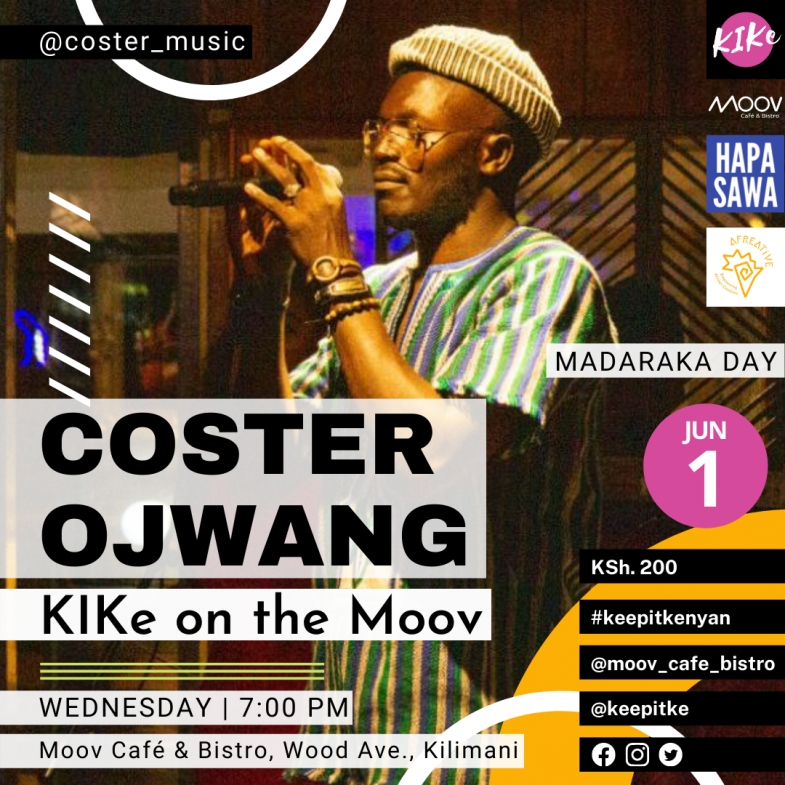 @coster_music
KIKe
MOOV
Café & Bistro
HAPA
SAWA
AFREATIVE
MADARAKA DAY
JUN
1
COSTER
OJWANG
KIKe on the Moov
WEDNESDAY | 7:00 PM
Moov Café & Bistro, Wood Ave., Kilimani
KSh. 200
#keepitkenyan
@moov_cafe_bistro
@keepitke